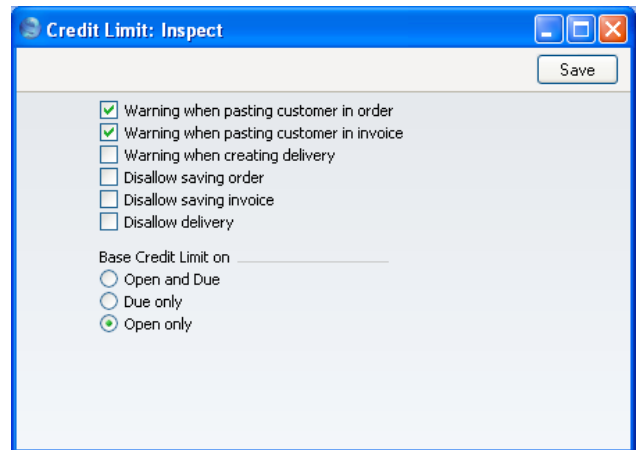 Credit Limit: Inspect
Save
Warning when pasting customer in order
Warning when pasting customer in invoice
Warning when creating delivery
Disallow saving order
Disallow saving invoice
Disallow delivery
Base Credit Limit on
Open and Due
Due only
Open only